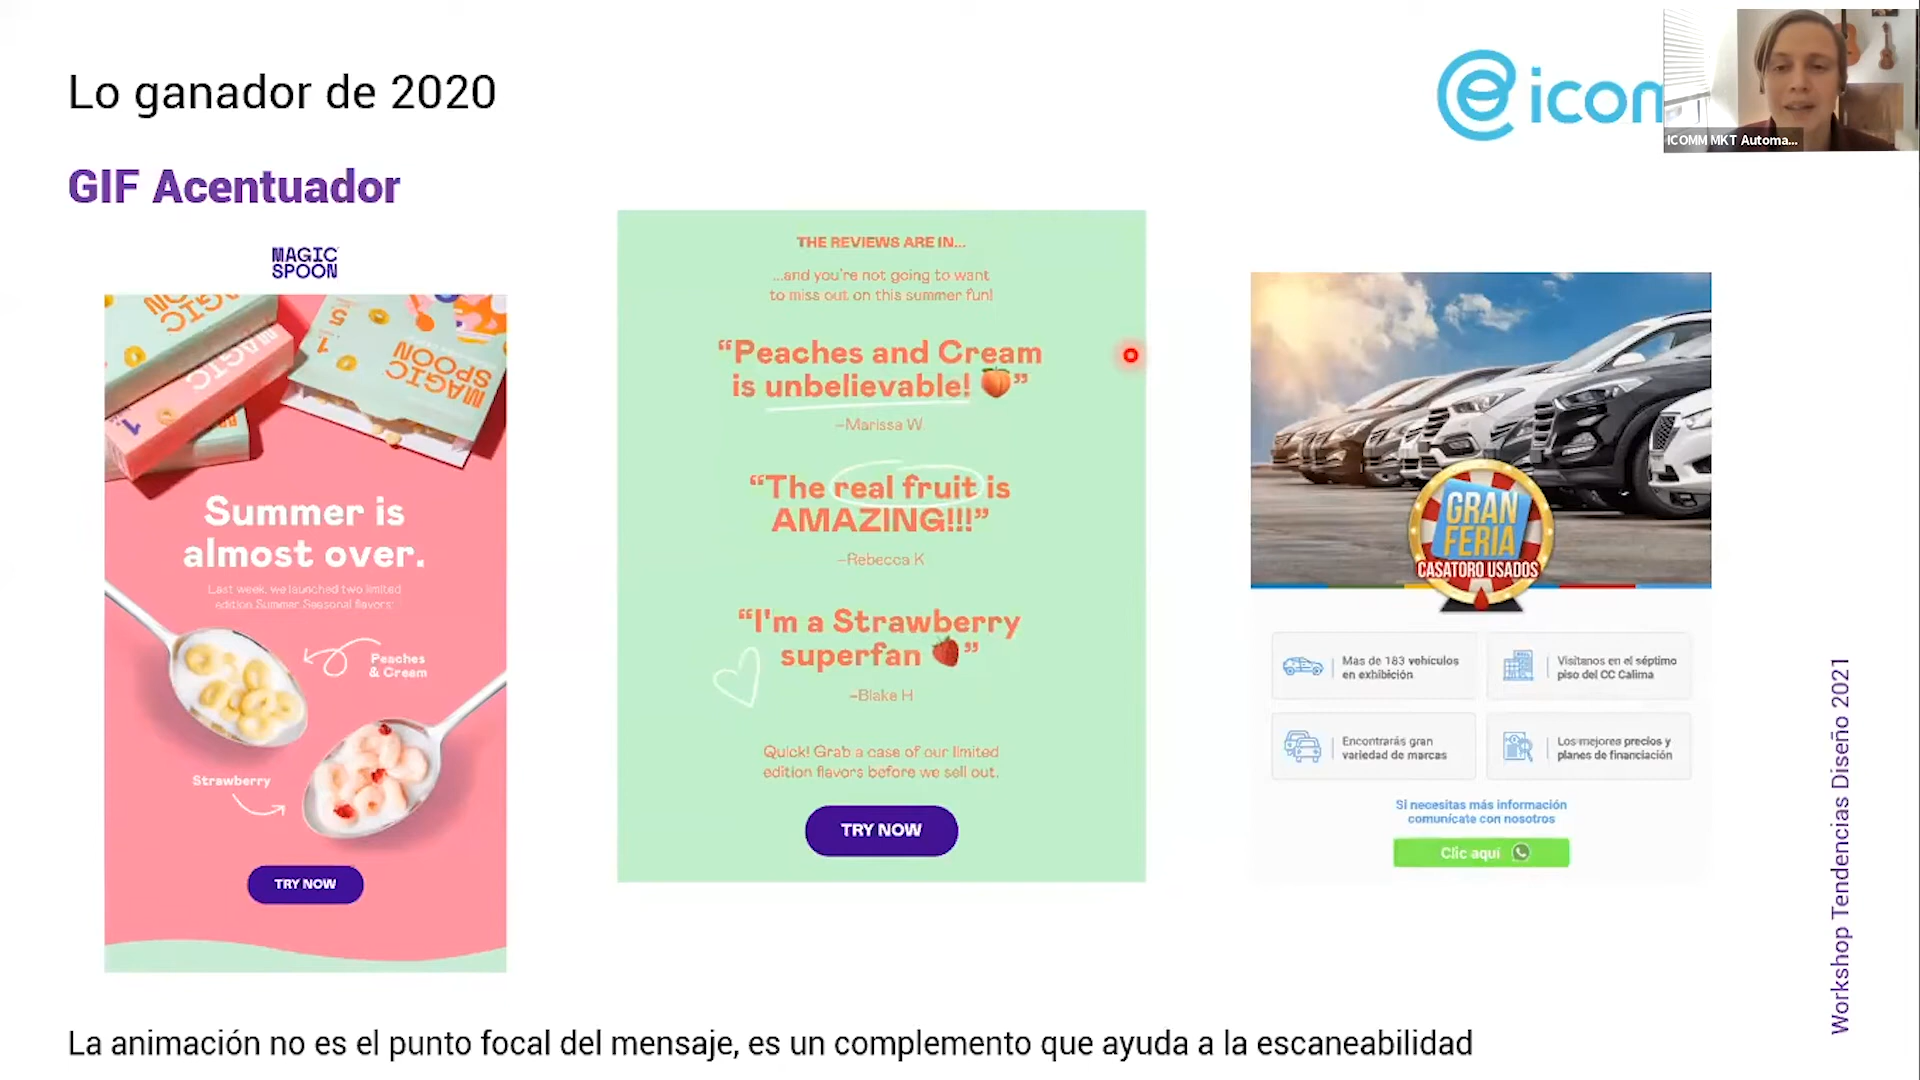 Lo ganador de 2020
icom
ICOMM MKT Automa...
GIF Acentuador
MAGIC
SPOON
MAGIC
SPOON
MAGIC
Summer is
almost over.
Last week, we launched two limited
edition Summer Seasonal flavors:
Peaches
& Cream
Strawberry
TRY NOW
THE REVIEWS ARE IN...
...and you're not going to want
to miss out on this summer fun!
“Peaches and Cream
is unbelievable! 🍑”
–Marissa W
“The real fruit is
AMAZING!!!”
–Rebecca K
“I'm a Strawberry
superfan 🍓”
–Blake H
Quick! Grab a case of our limited
edition flavors before we sell out.
TRY NOW
GRAN
FERIA
CASATORO USADOS
Mas de 183 vehículos
en exhibición
Visítanos en el séptimo
piso del CC Calima
Encontrarás gran
variedad de marcas
Los mejores precios y
planes de financiación
Si necesitas más información
comunícate con nosotros
Clic aquí
Workshop Tendencias Diseño 2021
La animación no es el punto focal del mensaje, es un complemento que ayuda a la escaneabilidad